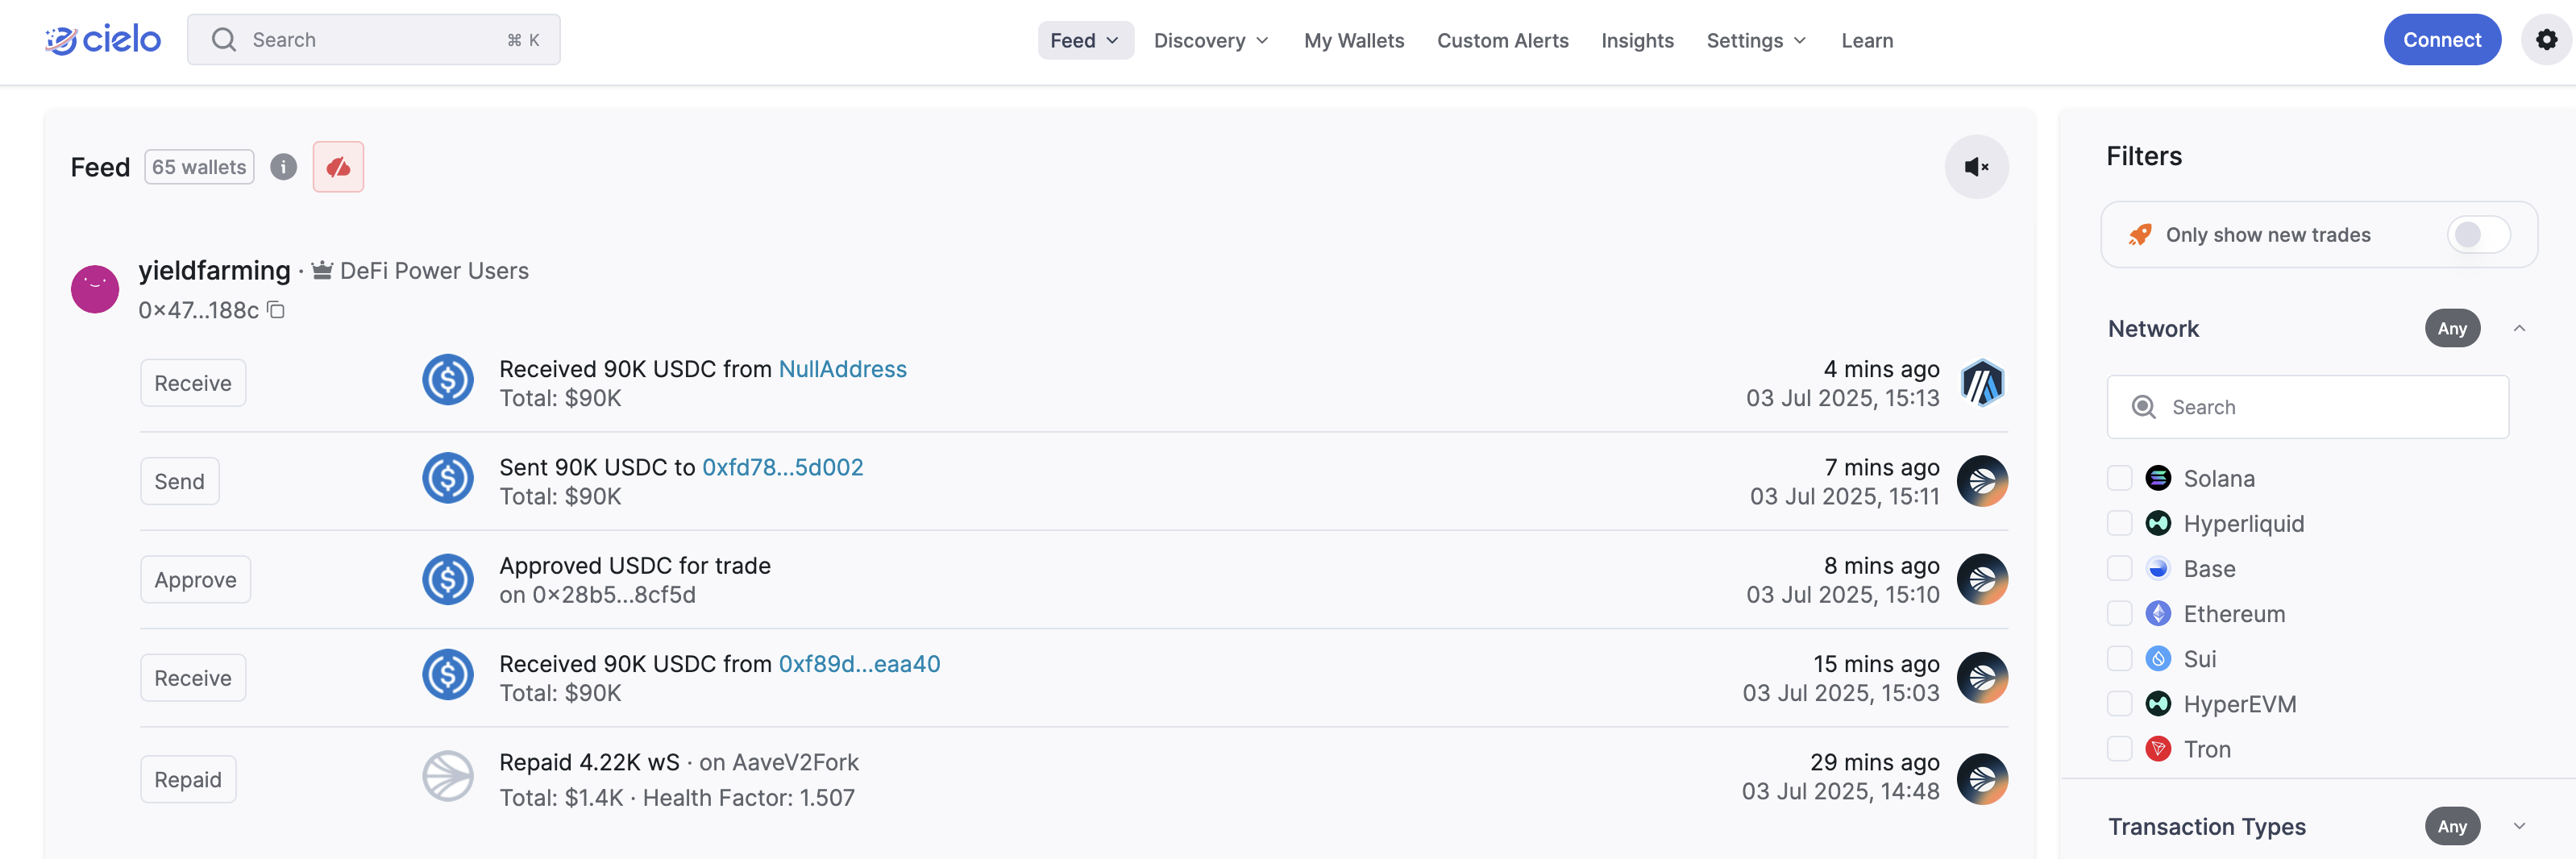 cielo
Search ⌘ K
Feed
Discovery
My Wallets
Custom Alerts
Insights
Settings
Learn
Connect
Feed 65 wallets
yieldfarming · DeFi Power Users
0×47...188c
Receive
Received 90K USDC from NullAddress
Total: $90K
4 mins ago
03 Jul 2025, 15:13
Send
Sent 90K USDC to 0xfd78...5d002
Total: $90K
7 mins ago
03 Jul 2025, 15:11
Approve
Approved USDC for trade
on 0×28b5...8cf5d
8 mins ago
03 Jul 2025, 15:10
Receive
Received 90K USDC from 0xf89d...eaa40
Total: $90K
15 mins ago
03 Jul 2025, 15:03
Repaid
Repaid 4.22K wS · on AaveV2Fork
Total: $1.4K · Health Factor: 1.507
29 mins ago
03 Jul 2025, 14:48
Filters
Only show new trades
Network Any
Search
Solana
Hyperliquid
Base
Ethereum
Sui
HyperEVM
Tron
Transaction Types Any